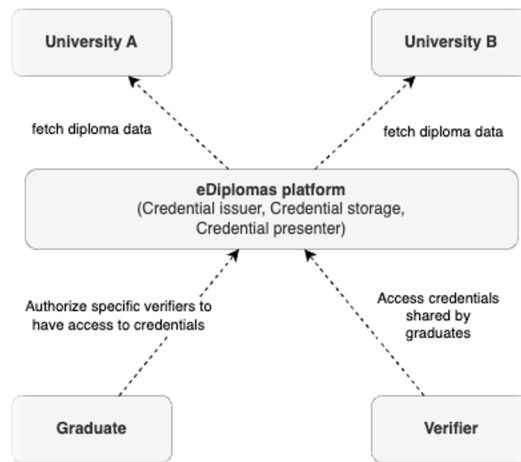 University A
University B
fetch diploma data
fetch diploma data
eDiplomas platform
(Credential issuer, Credential storage,
Credential presenter)
Authorize specific verifiers to
have access to credentials
Access credentials
shared by
graduates
Graduate
Verifier